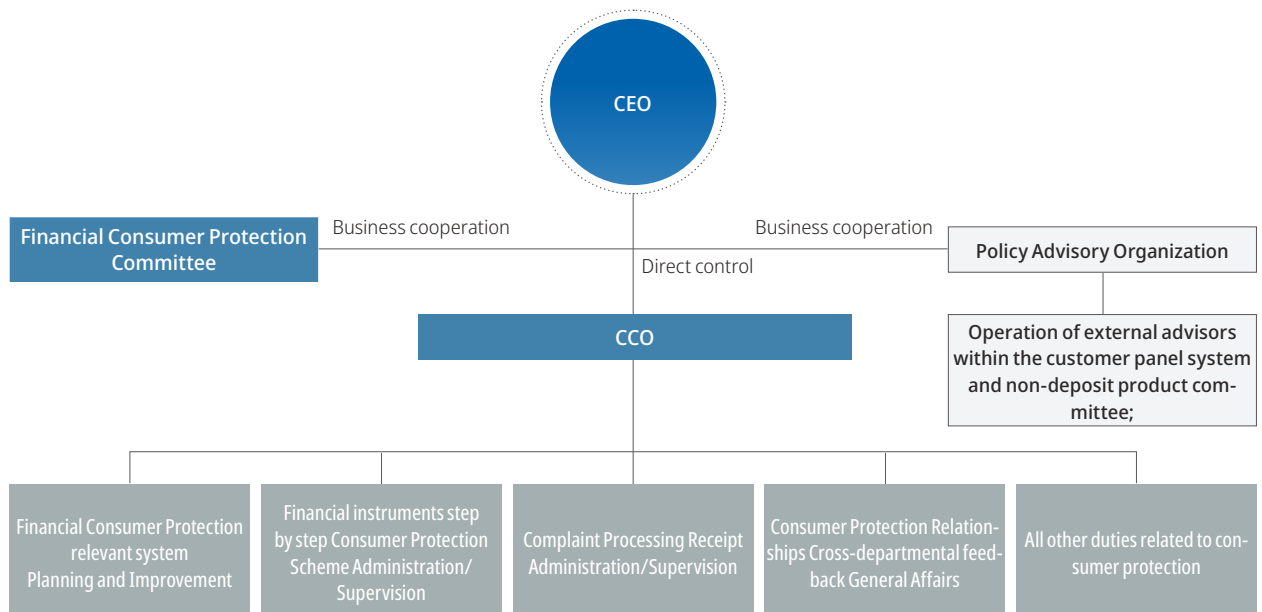 CEO
Business cooperation
Business cooperation
Financial Consumer Protection
Committee
Policy Advisory Organization
Direct control
CCO
Operation of external advisors
within the customer panel system
and non-deposit product com-
mittee;
Financial Consumer Protection
relevant system
Planning and Improvement
Financial instruments step
by step Consumer Protection
Scheme Administration/
Supervision
Complaint Processing Receipt
Administration/Supervision
Consumer Protection Relation-
ships Cross-departmental feed-
back General Affairs
All other duties related to con-
sumer protection